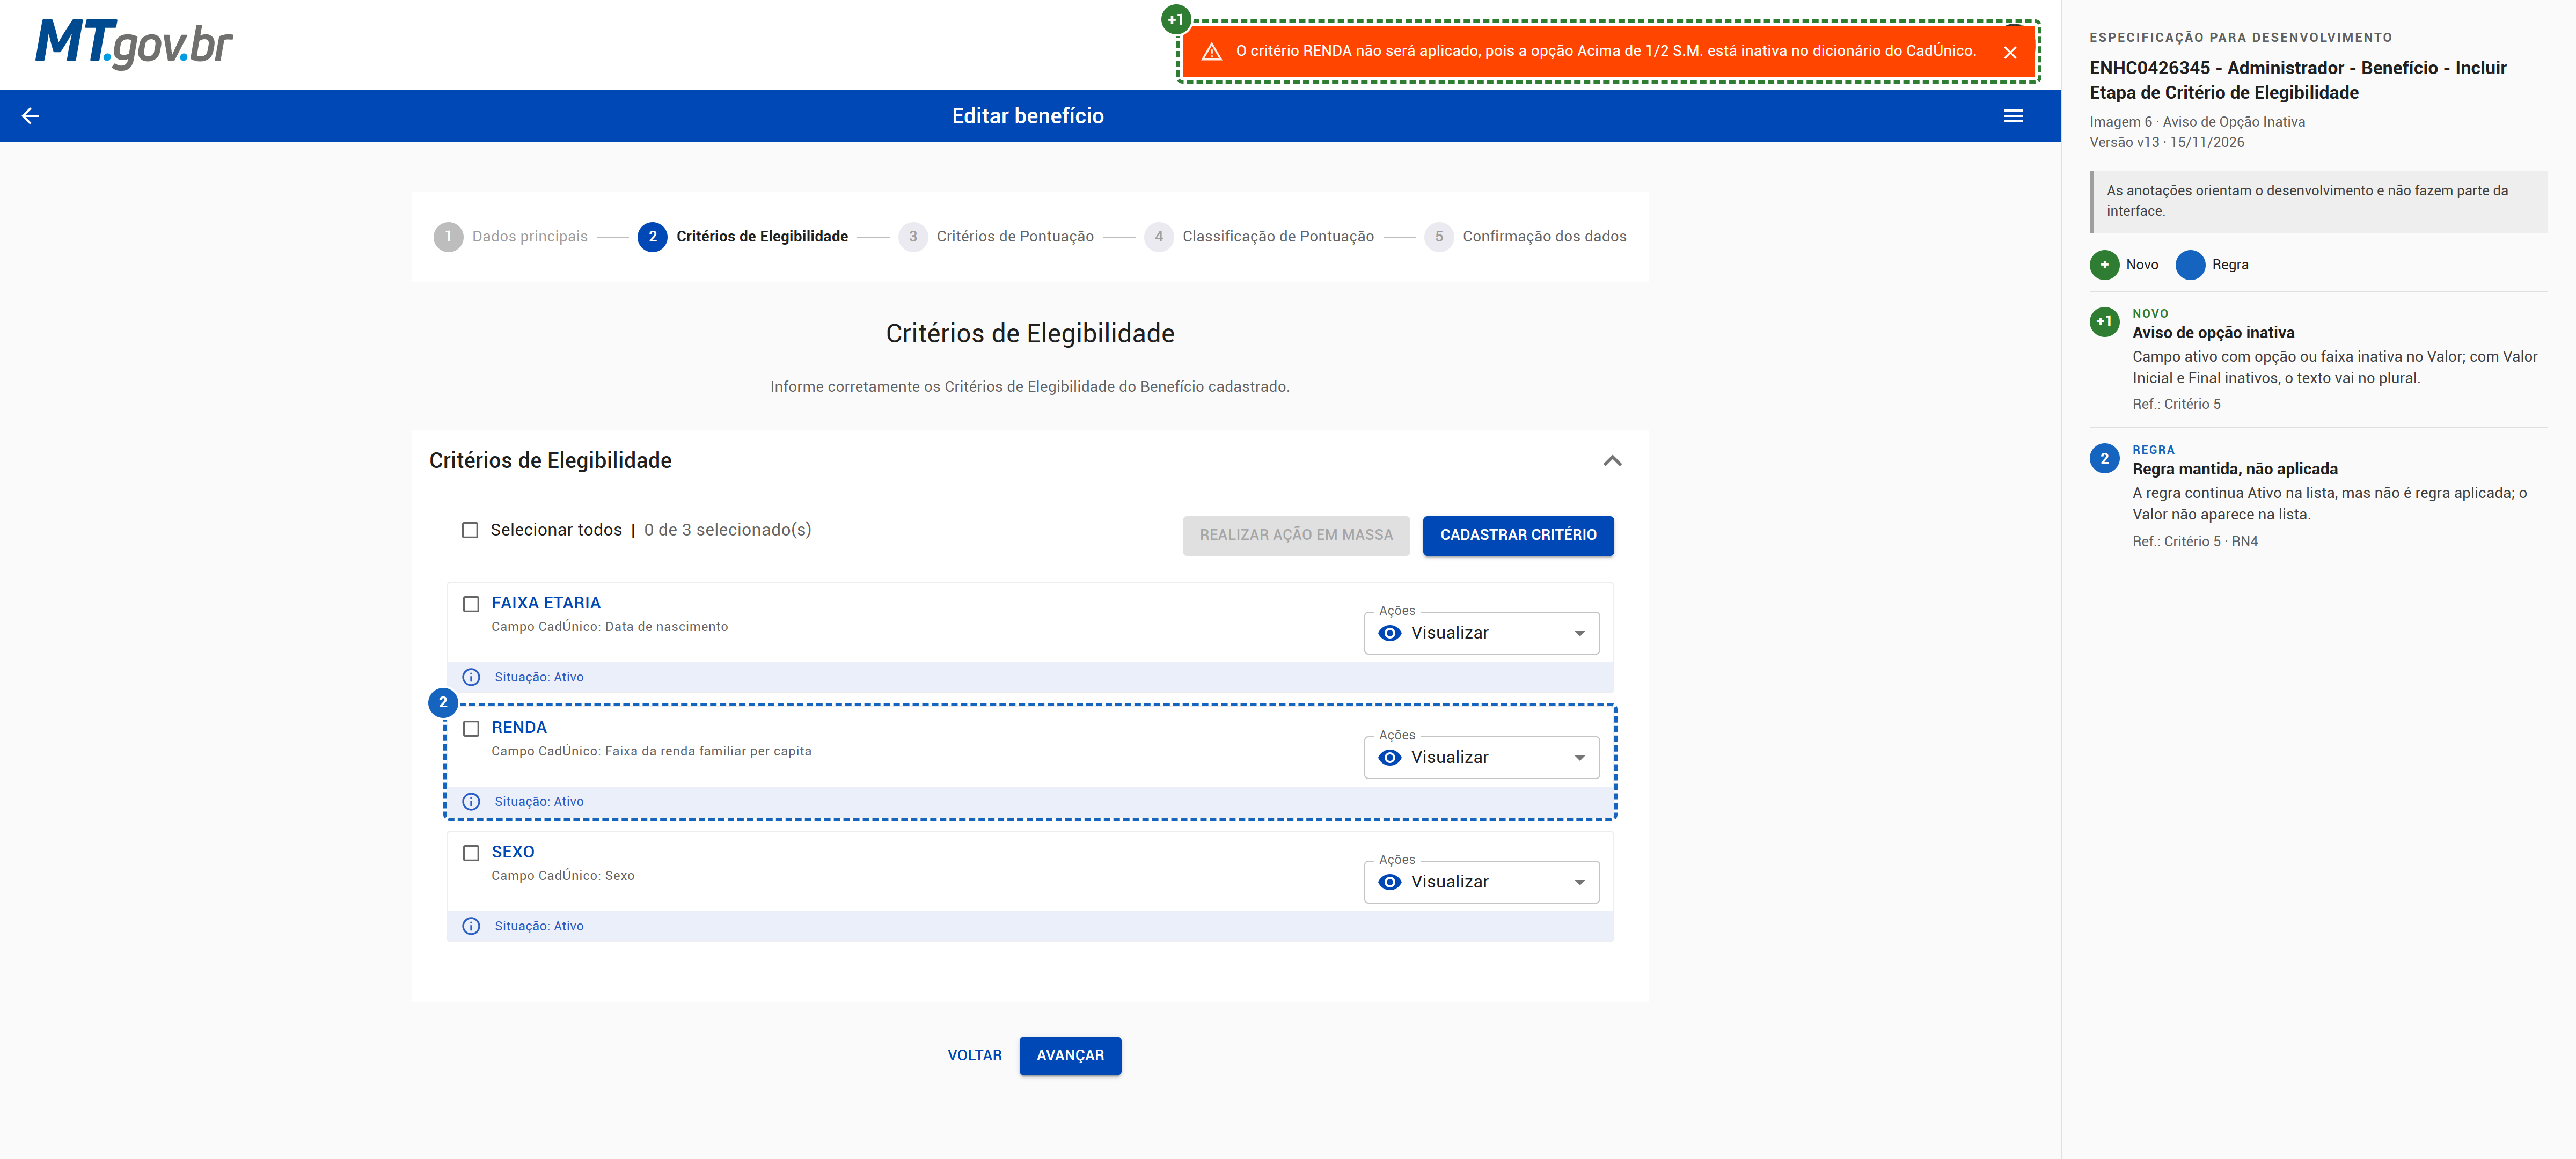 MT.gov.br
+1
O critério RENDA não será aplicado, pois a opção Acima de 1/2 S.M. está inativa no dicionário do CadÚnico.
Editar benefício
1 Dados principais
2 Critérios de Elegibilidade
3 Critérios de Pontuação
4 Classificação de Pontuação
5 Confirmação dos dados
Critérios de Elegibilidade
Informe corretamente os Critérios de Elegibilidade do Benefício cadastrado.
Critérios de Elegibilidade
Selecionar todos | 0 de 3 selecionado(s)
REALIZAR AÇÃO EM MASSA
CADASTRAR CRITÉRIO
FAIXA ETARIA
Campo CadÚnico: Data de nascimento
Ações
Visualizar
Situação: Ativo
2
RENDA
Campo CadÚnico: Faixa da renda familiar per capita
Ações
Visualizar
Situação: Ativo
SEXO
Campo CadÚnico: Sexo
Ações
Visualizar
Situação: Ativo
VOLTAR
AVANÇAR
ESPECIFICAÇÃO PARA DESENVOLVIMENTO
ENHC0426345 - Administrador - Benefício - Incluir
Etapa de Critério de Elegibilidade
Imagem 6 · Aviso de Opção Inativa
Versão v13 · 15/11/2026
As anotações orientam o desenvolvimento e não fazem parte da
interface.
+ Novo
Regra
+1
NOVO
Aviso de opção inativa
Campo ativo com opção ou faixa inativa no Valor; com Valor
Inicial e Final inativos, o texto vai no plural.
Ref.: Critério 5
2
REGRA
Regra mantida, não aplicada
A regra continua Ativo na lista, mas não é regra aplicada; o
Valor não aparece na lista.
Ref.: Critério 5 · RN4